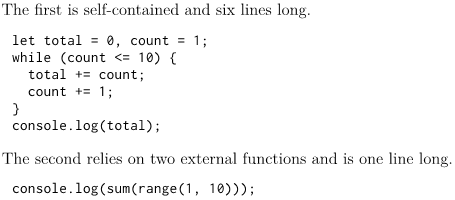 The first is self-contained and six lines long.
let total = 0, count = 1;
while (count <= 10) {
  total += count;
  count += 1;
}
console.log(total);
The second relies on two external functions and is one line long.
console.log(sum(range(1, 10)));